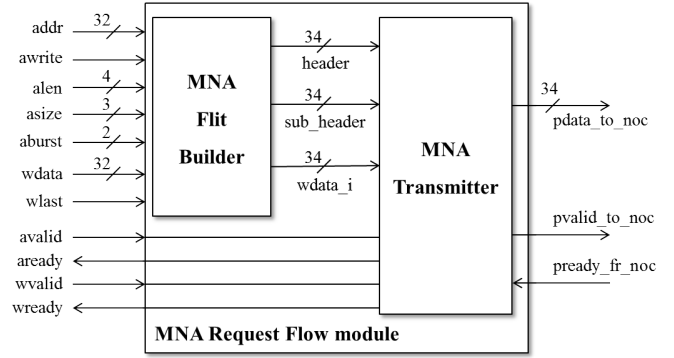 addr
32
awrite
alen
4
asize
3
aburst
2
wdata
32
wlast
avalid
aready
wvalid
wready
MNA
Flit
Builder
34
header
34
sub_header
34
wdata_i
MNA
Transmitter
34
pdata_to_noc
pvalid_to_noc
pready_fr_noc
MNA Request Flow module